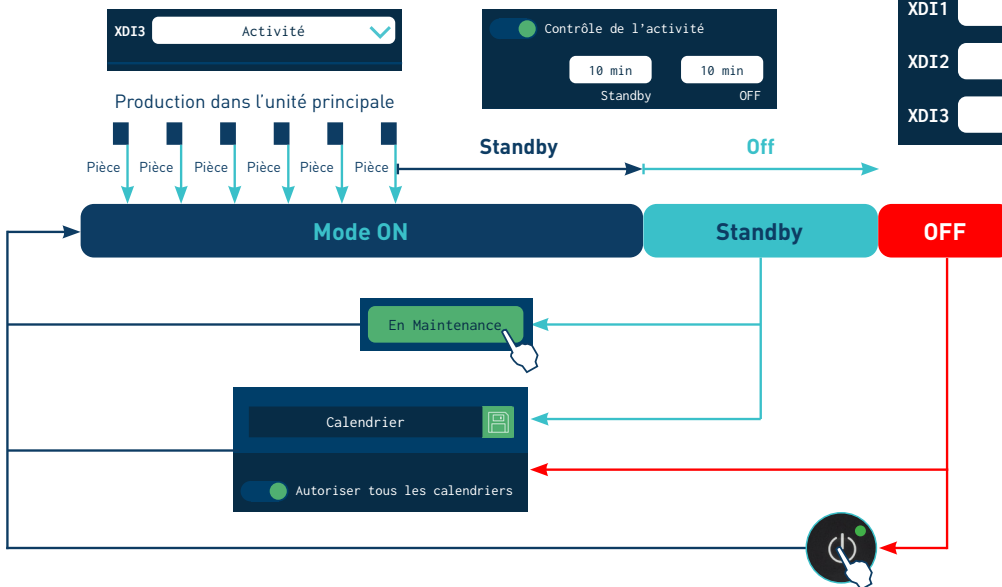 XDI3 Activité
Contrôle de l'activité
10 min 10 min
Standby OFF
XDI1
XDI2
XDI3
Production dans l'unité principale
Pièce Pièce Pièce Pièce Pièce Pièce
Standby Off
Mode ON Standby OFF
En Maintenance
Calendrier
Autoriser tous les calendriers